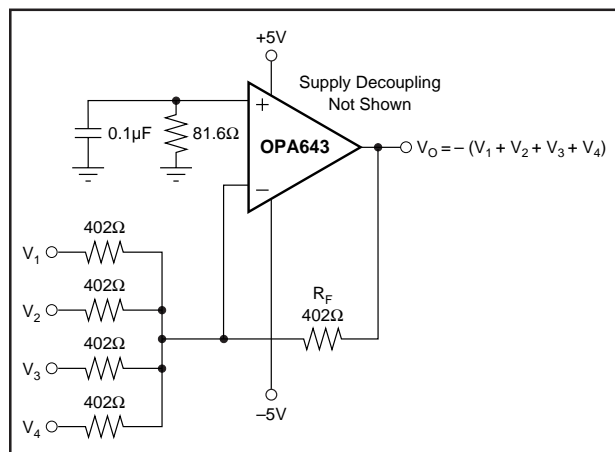 +5V
Supply Decoupling
Not Shown
0.1µF
81.6Ω
+
OPA643
–
V_O = – (V_1 + V_2 + V_3 + V_4)
402Ω
V_1
402Ω
V_2
R_F
402Ω
402Ω
V_3
402Ω
V_4
–5V